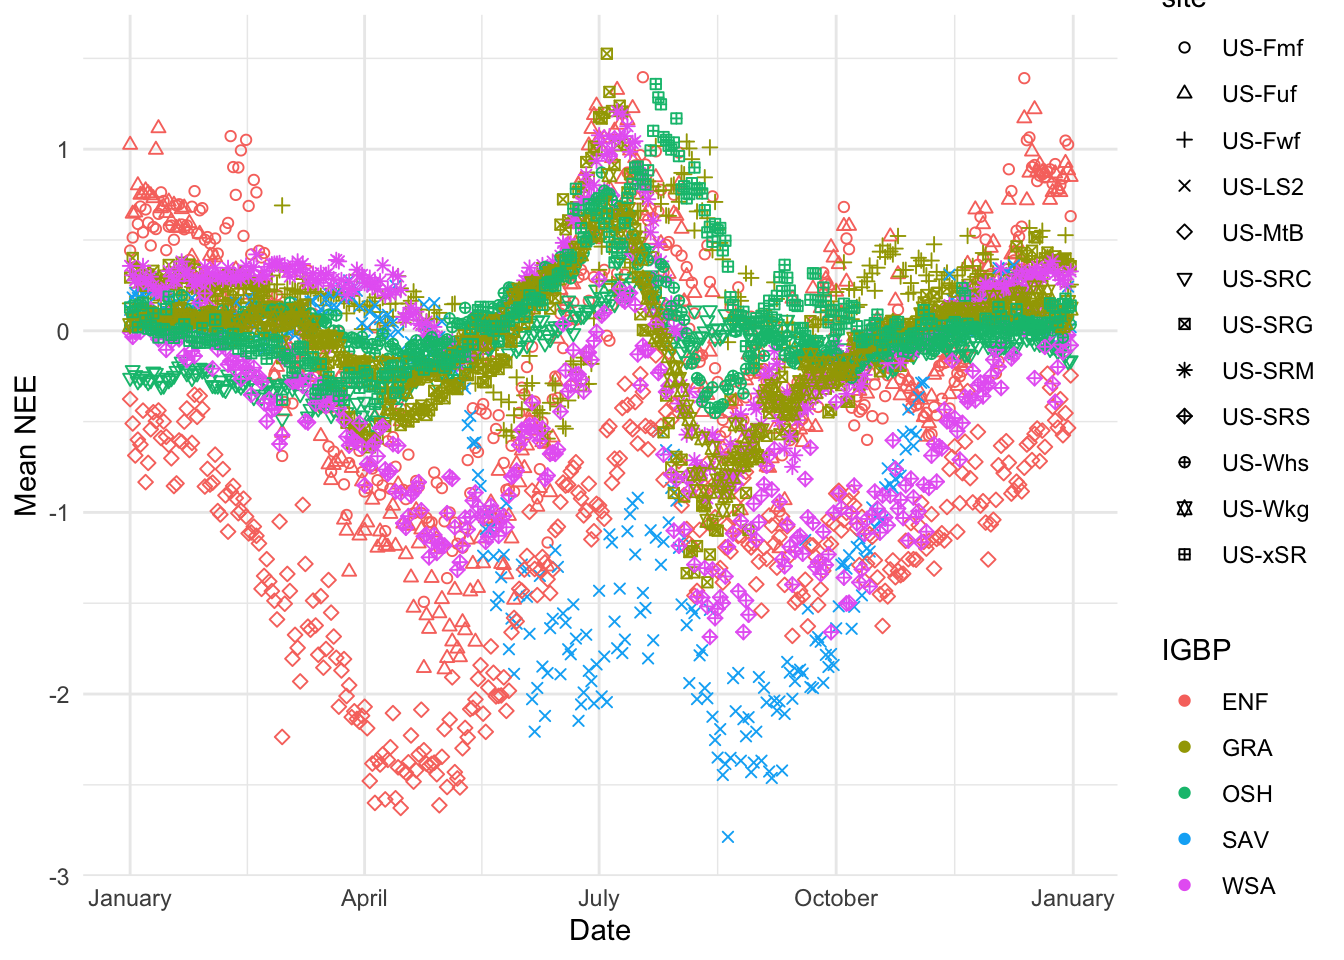 site
US-Fmf
US-Fuf
US-Fwf
US-LS2
US-MtB
US-SRC
US-SRG
US-SRM
US-SRS
US-Whs
US-Wkg
US-xSR
IGBP
ENF
GRA
OSH
SAV
WSA
Mean NEE
1
0
-1
-2
-3
January
April
July
October
January
Date